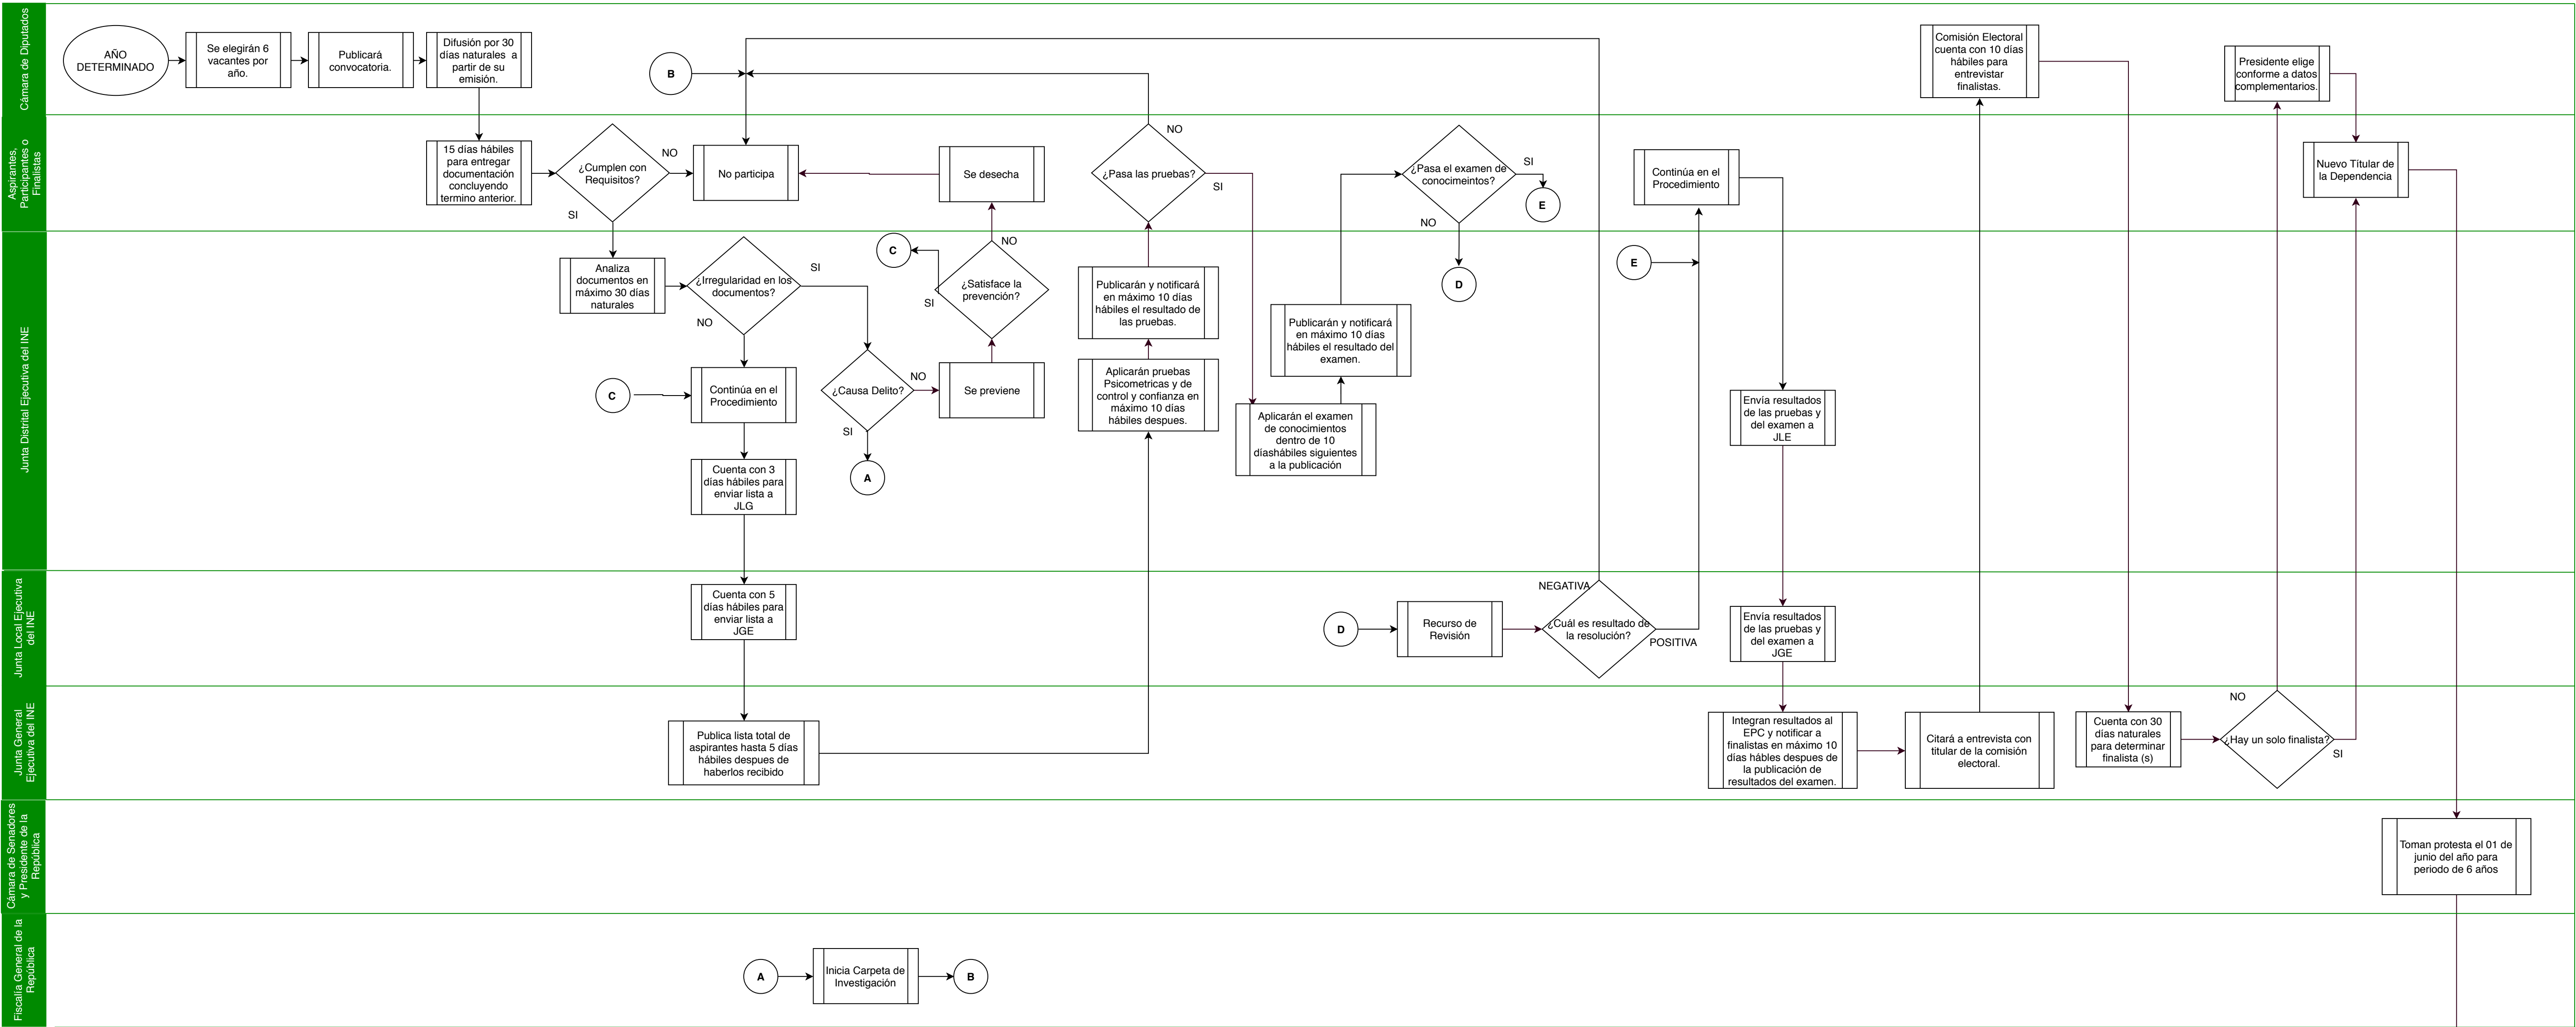 Cámara de Diputados
AÑO
DETERMINADO
Se elegirán 6
vacantes por
año.
Publicará
convocatoria.
Difusión por 30
días naturales a
partir de su
emisión.
B
Comisión Electoral
cuenta con 10 días
hábiles para
entrevistar
finalistas.
Presidente elige
conforme a datos
complementarios.
Aspirantes,
Participantes o
Finalistas
15 días hábiles
para entregar
documentación
concluyendo
termino anterior.
¿Cumplen con
Requisitos?
NO
SI
No participa
Se desecha
NO
¿Pasa las pruebas?
SI
¿Pasa el examen de
conocimeintos?
SI
E
NO
Continúa en el
Procedimiento
Nuevo Títular de
la Dependencia
Junta Distrital Ejecutiva del INE
Analiza
documentos en
máximo 30 días
naturales
¿Irregularidad en los
documentos?
SI
NO
C
NO
¿Satisface la
prevención?
SI
C
Continúa en el
Procedimiento
¿Causa Delito?
NO
SI
Se previene
A
Cuenta con 3
días hábiles para
enviar lista a
JLG
Publicarán y notificará
en máximo 10 días
hábiles el resultado de
las pruebas.
Aplicarán pruebas
Psicometricas y de
control y confianza en
máximo 10 días
hábiles despues.
Publicarán y notificará
en máximo 10 días
hábiles el resultado del
examen.
Aplicarán el examen
de conocimientos
dentro de 10
díashábiles siguientes
a la publicación
D
E
Envía resultados
de las pruebas y
del examen a
JLE
Junta Local Ejecutiva
del INE
Cuenta con 5
días hábiles para
enviar lista a
JGE
D
Recurso de
Revisión
NEGATIVA
¿Cuál es resultado de
la resolución?
POSITIVA
Envía resultados
de las pruebas y
del examen a
JGE
Junta General
Ejecutiva del INE
Publica lista total de
aspirantes hasta 5 días
hábiles despues de
haberlos recibido
Integran resultados al
EPC y notificar a
finalistas en máximo 10
días hábles despues de
la publicación de
resultados del examen.
Citará a entrevista con
titular de la comisión
electoral.
Cuenta con 30
días naturales
para determinar
finalista (s)
NO
¿Hay un solo finalista?
SI
Cámara de Senadores
y Presidente de la
República
Toman protesta el 01 de
junio del año para
periodo de 6 años
Fiscalía General de la
República
A
Inicia Carpeta de
Investigación
B